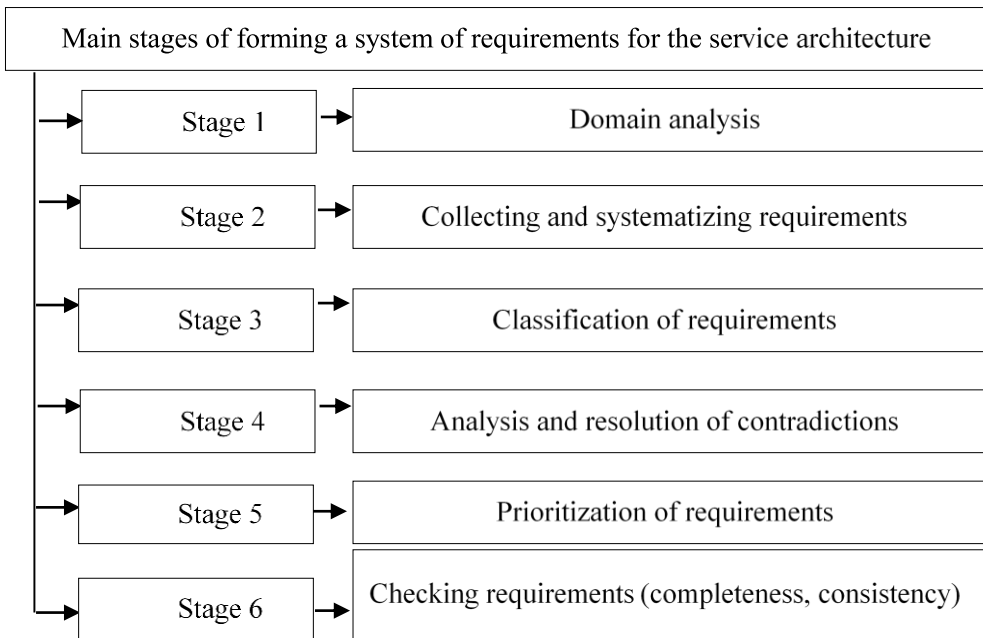 Main stages of forming a system of requirements for the service architecture
Stage 1
Domain analysis
Stage 2
Collecting and systematizing requirements
Stage 3
Classification of requirements
Stage 4
Analysis and resolution of contradictions
Stage 5
Prioritization of requirements
Stage 6
Checking requirements (completeness, consistency)